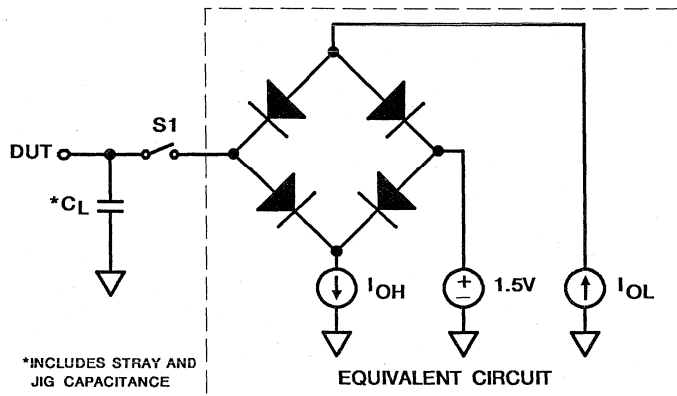 S1
DUT
*CL
IOH
+
–
1.5V
IOL
*INCLUDES STRAY AND
JIG CAPACITANCE
EQUIVALENT CIRCUIT